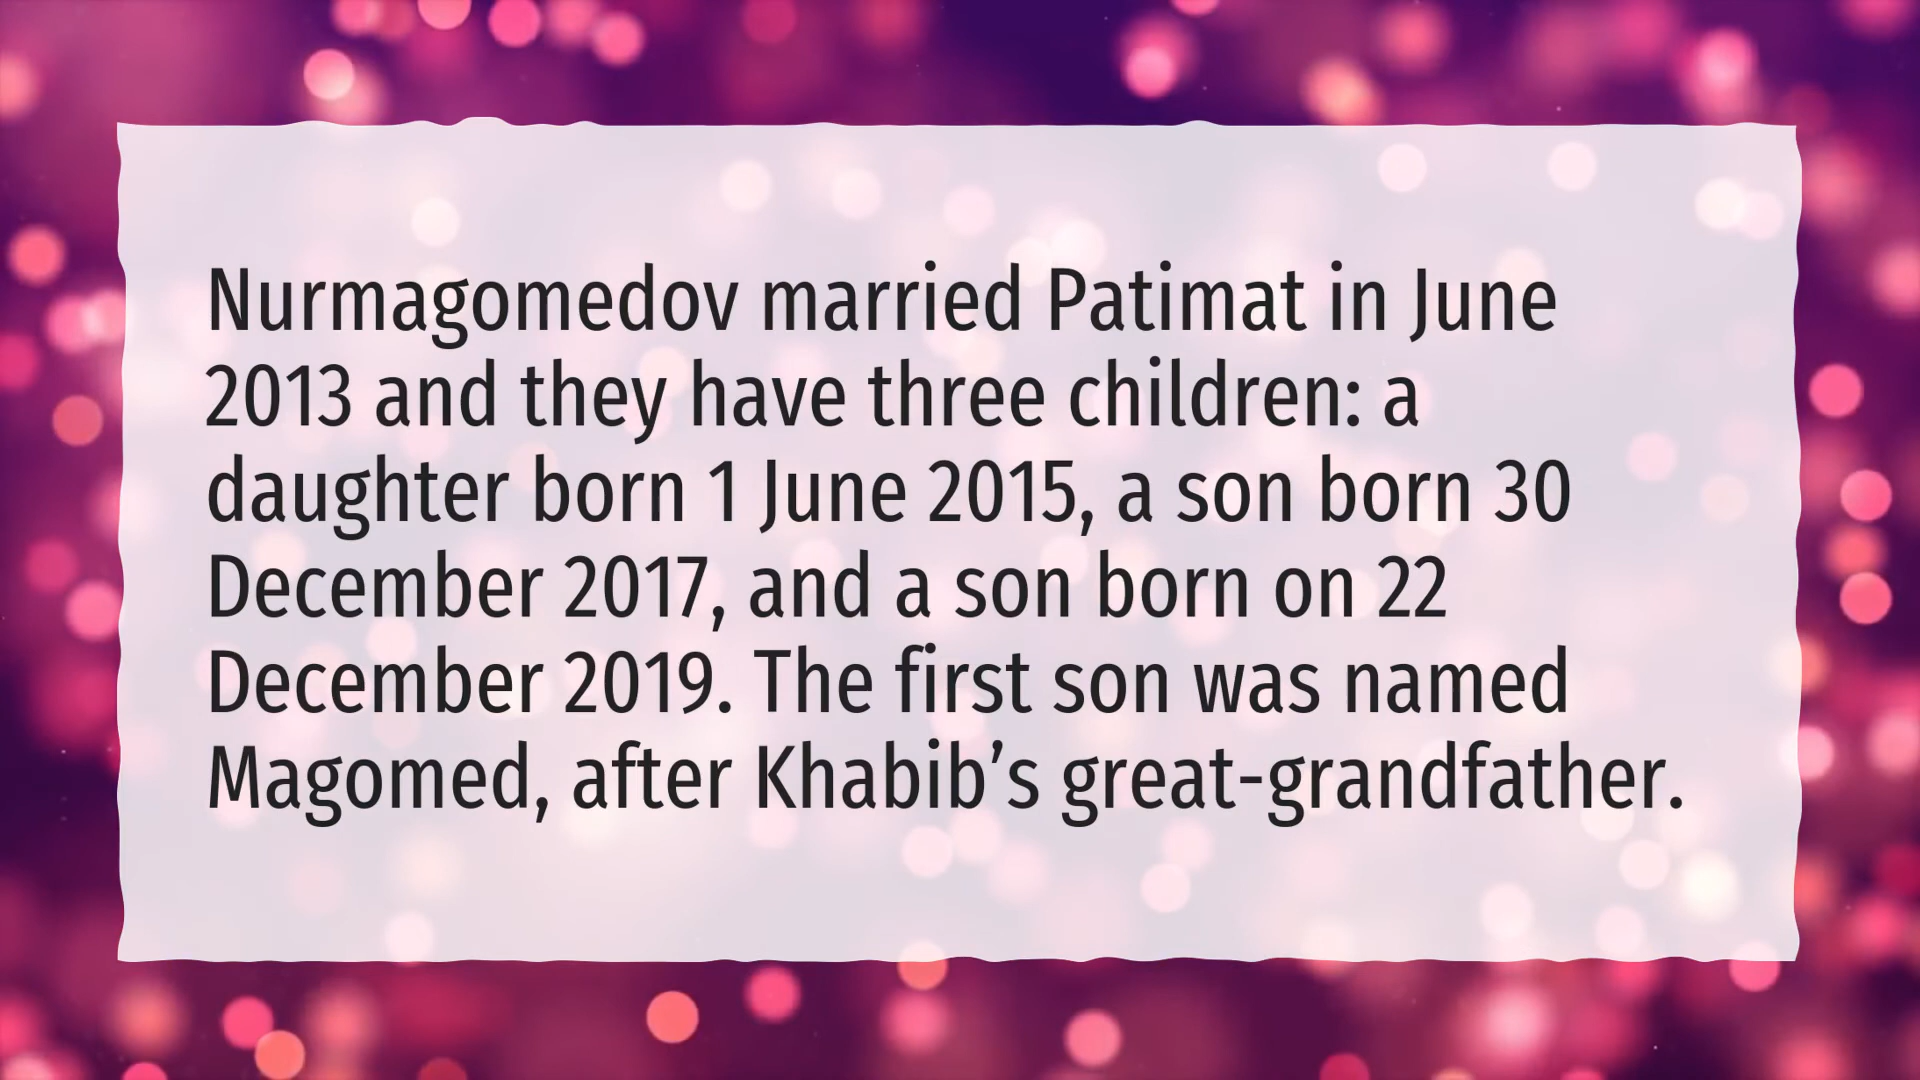 Nurmagomedov married Patimat in June
2013 and they have three children: a
daughter born 1 June 2015, a son born 30
December 2017, and a son born on 22
December 2019. The first son was named
Magomed, after Khabib’s great-grandfather.